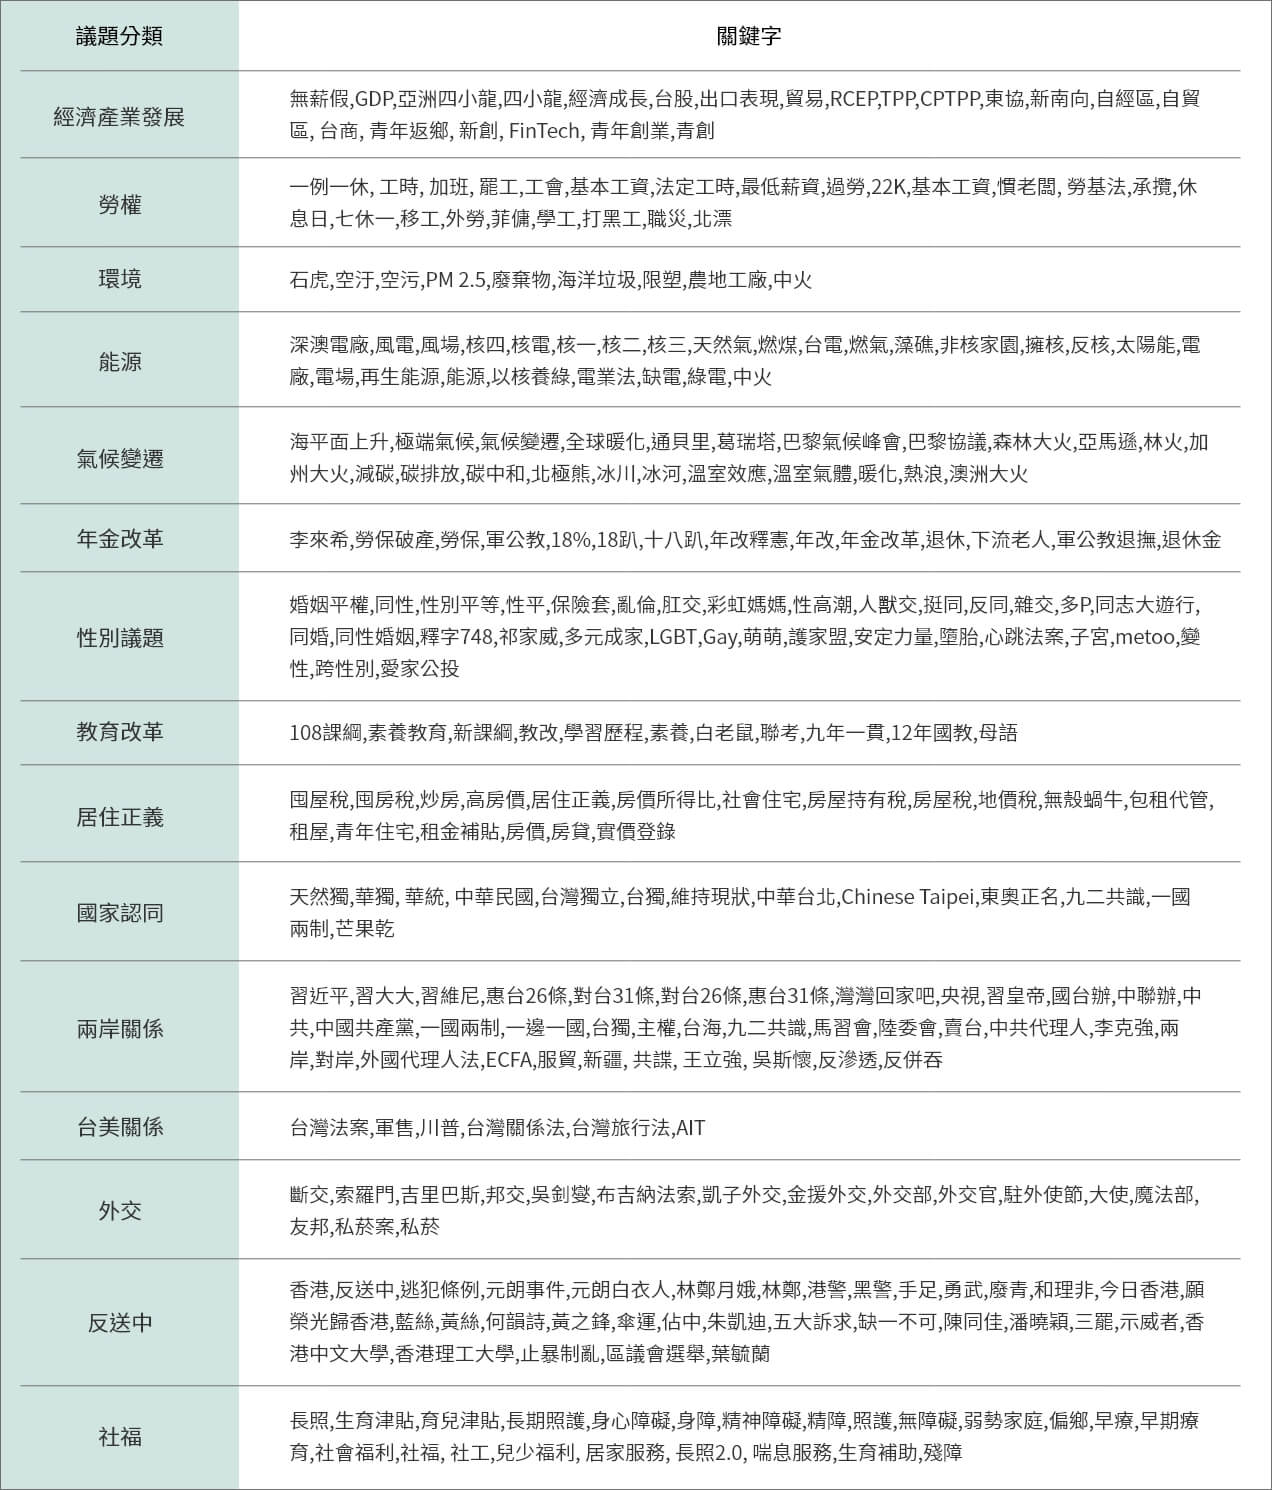 議題分類
關鍵字
經濟產業發展
無薪假,GDP,亞洲四小龍,四小龍,經濟成長,台股,出口表現,貿易,RCEP,TPP,CPTPP,東協,新南向,自經區,自貿
區, 台商, 青年返鄉, 新創, FinTech, 青年創業,青創
勞權
一例一休, 工時, 加班, 罷工,工會,基本工資,法定工時,最低薪資,過勞,22K,基本工資,慣老闆, 勞基法,承攬,休
息日,七休一,移工,外勞,菲傭,學工,打黑工,職災,北漂
環境
石虎,空汙,空污,PM 2.5,廢棄物,海洋垃圾,限塑,農地工廠,中火
能源
深澳電廠,風電,風場,核四,核電,核一,核二,核三,天然氣,燃煤,台電,燃氣,藻礁,非核家園,擁核,反核,太陽能,電
廠,電場,再生能源,能源,以核養綠,電業法,缺電,綠電,中火
氣候變遷
海平面上升,極端氣候,氣候變遷,全球暖化,通貝里,葛瑞塔,巴黎氣候峰會,巴黎協議,森林大火,亞馬遜,林火,加
州大火,減碳,碳排放,碳中和,北極熊,冰川,冰河,溫室效應,溫室氣體,暖化,熱浪,澳洲大火
年金改革
李來希,勞保破產,勞保,軍公教,18%,18趴,十八趴,年改釋憲,年改,年金改革,退休,下流老人,軍公教退撫,退休金
性別議題
婚姻平權,同性,性別平等,性平,保險套,亂倫,肛交,彩虹媽媽,性高潮,人獸交,挺同,反同,雜交,多P,同志大遊行,
同婚,同性婚姻,釋字748,祁家威,多元成家,LGBT,Gay,萌萌,護家盟,安定力量,墮胎,心跳法案,子宮,metoo,變
性,跨性別,愛家公投
教育改革
108課綱,素養教育,新課綱,教改,學習歷程,素養,白老鼠,聯考,九年一貫,12年國教,母語
居住正義
囤屋稅,囤房稅,炒房,高房價,居住正義,房價所得比,社會住宅,房屋持有稅,房屋稅,地價稅,無殼蝸牛,包租代管,
租屋,青年住宅,租金補貼,房價,房貸,實價登錄
國家認同
天然獨,華獨, 華統, 中華民國,台灣獨立,台獨,維持現狀,中華台北,Chinese Taipei,東奧正名,九二共識,一國
兩制,芒果乾
兩岸關係
習近平,習大大,習維尼,惠台26條,對台31條,對台26條,惠台31條,灣灣回家吧,央視,習皇帝,國台辦,中聯辦,中
共,中國共產黨,一國兩制,一邊一國,台獨,主權,台海,九二共識,馬習會,陸委會,賣台,中共代理人,李克強,兩
岸,對岸,外國代理人法,ECFA,服貿,新疆, 共諜, 王立強, 吳斯懷,反滲透,反併吞
台美關係
台灣法案,軍售,川普,台灣關係法,台灣旅行法,AIT
外交
斷交,索羅門,吉里巴斯,邦交,吳釗燮,布吉納法索,凱子外交,金援外交,外交部,外交官,駐外使節,大使,魔法部,
友邦,私菸案,私菸
反送中
香港,反送中,逃犯條例,元朗事件,元朗白衣人,林鄭月娥,林鄭,港警,黑警,手足,勇武,廢青,和理非,今日香港,願
榮光歸香港,藍絲,黃絲,何韻詩,黃之鋒,傘運,佔中,朱凱迪,五大訴求,缺一不可,陳同佳,潘曉穎,三罷,示威者,香
港中文大學,香港理工大學,止暴制亂,區議會選舉,葉毓蘭
社福
長照,生育津貼,育兒津貼,長期照護,身心障礙,身障,精神障礙,精障,照護,無障礙,弱勢家庭,偏鄉,早療,早期療
育,社會福利,社福, 社工,兒少福利, 居家服務, 長照2.0, 喘息服務,生育補助,殘障